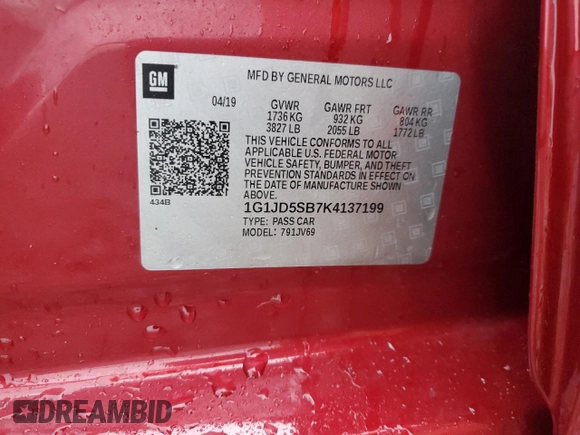 GM
MFD BY GENERAL MOTORS LLC
04/19 GVWR GAWR FRT GAWR RR
1736 KG 932 KG 804 KG
3827 LB 2055 LB 1772 LB
THIS VEHICLE CONFORMS TO ALL
APPLICABLE U.S. FEDERAL MOTOR
VEHICLE SAFETY, BUMPER, AND THEFT
PREVENTION STANDARDS IN EFFECT ON
THE DATE OF MANUFACTURE SHOWN
ABOVE.
434B
1G1JD5SB7K4137199
TYPE: PASS CAR
MODEL: 791JV69
DREAMBID